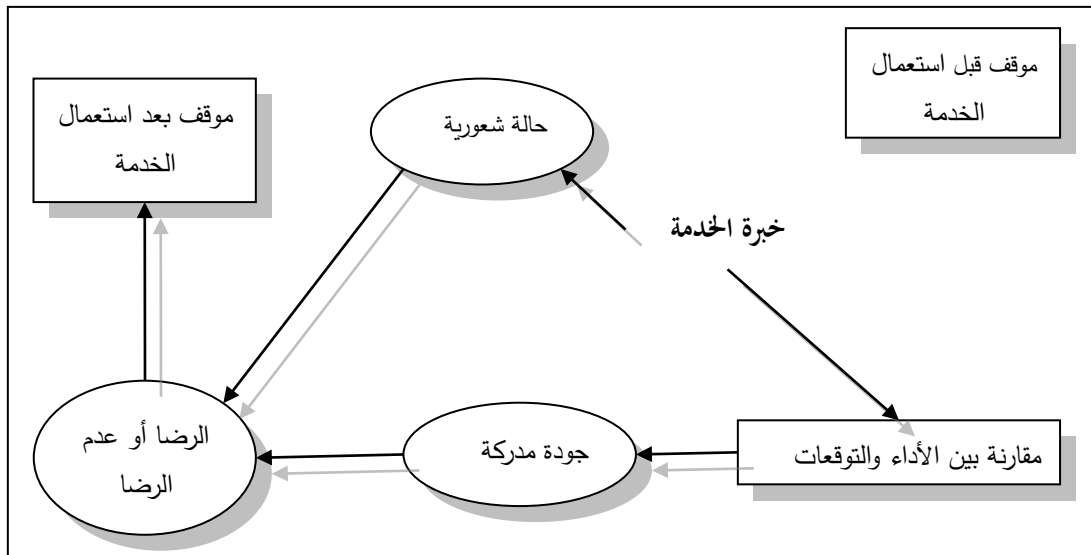 موقف قبل استعمال
الخدمة
حالة شعورية
موقف بعد استعمال
الخدمة
خبرة الخدمة
مقارنة بين الأداء والتوقعات
جودة مدركة
الرضا أو عدم
الرضا